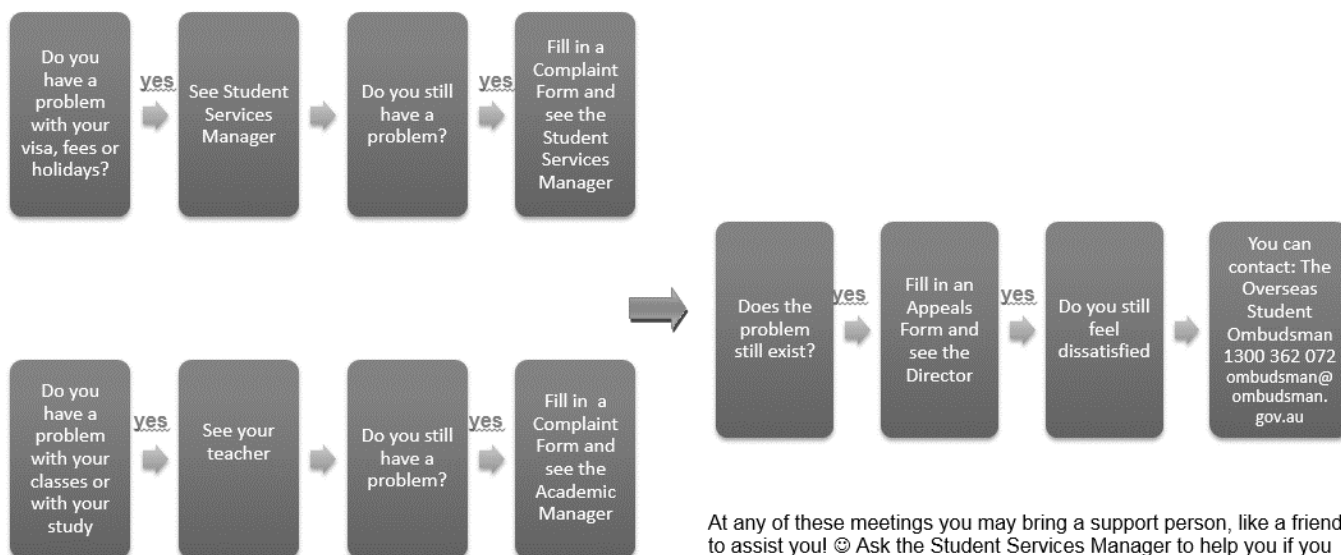 Do you
have a
problem
with your
visa, fees or
holidays?
yes
See Student
Services
Manager
Do you still
have a
problem?
yes
Fill in a
Complaint
Form and
see the
Student
Services
Manager
Do you
have a
problem
with your
classes or
with your
study
yes
See your
teacher
Do you still
have a
problem?
yes
Fill in a
Complaint
Form and
see the
Academic
Manager
Does the
problem
still exist?
yes
Fill in an
Appeals
Form and
see the
Director
yes
Do you still
feel
dissatisfied
You can
contact: The
Overseas
Student
Ombudsman
1300 362 072
ombudsman@
ombudsman.
gov.au
At any of these meetings you may bring a support person, like a friend
to assist you! ☺ Ask the Student Services Manager to help you if you